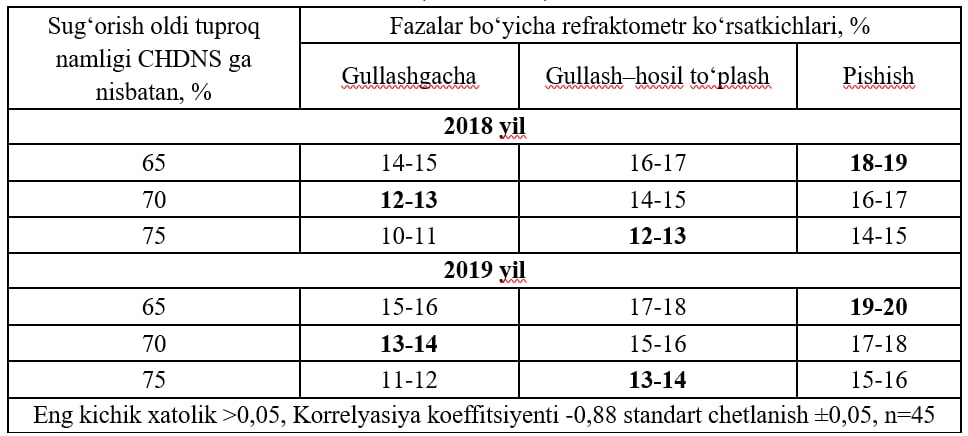 Sug‘orish oldi tuproq
namligi CHDNS ga
nisbatan, %
Fazalar bo‘yicha refraktometr ko‘rsatkichlari, %
Gullashgacha Gullash–hosil to‘plash Pishish
2018 yil
65 14-15 16-17 18-19
70 12-13 14-15 16-17
75 10-11 12-13 14-15
2019 yil
65 15-16 17-18 19-20
70 13-14 15-16 17-18
75 11-12 13-14 15-16
Eng kichik xatolik >0,05, Korrelyasiya koeffitsiyenti -0,88 standart chetlanish ±0,05, n=45